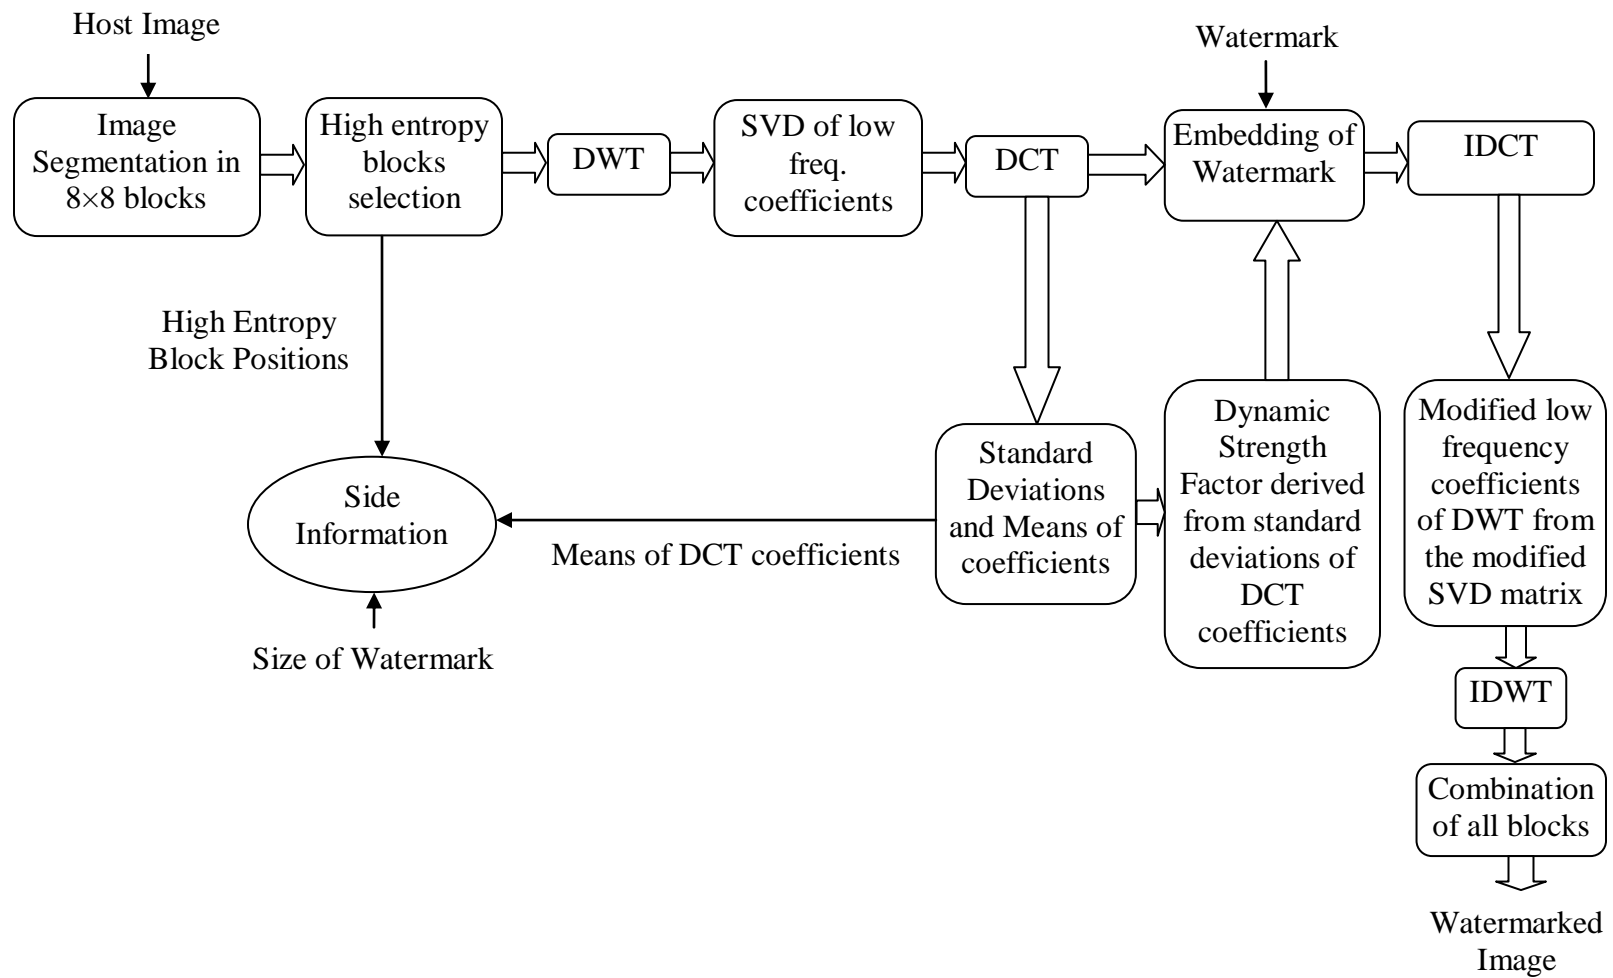 Host Image
Watermark
Image
Segmentation in
8×8 blocks
High entropy
blocks
selection
DWT
SVD of low
freq.
coefficients
DCT
Embedding of
Watermark
IDCT
High Entropy
Block Positions
Side
Information
Size of Watermark
Means of DCT coefficients
Standard
Deviations
and Means of
coefficients
Dynamic
Strength
Factor derived
from standard
deviations of
DCT
coefficients
Modified low
frequency
coefficients
of DWT from
the modified
SVD matrix
IDWT
Combination
of all blocks
Watermarked
Image